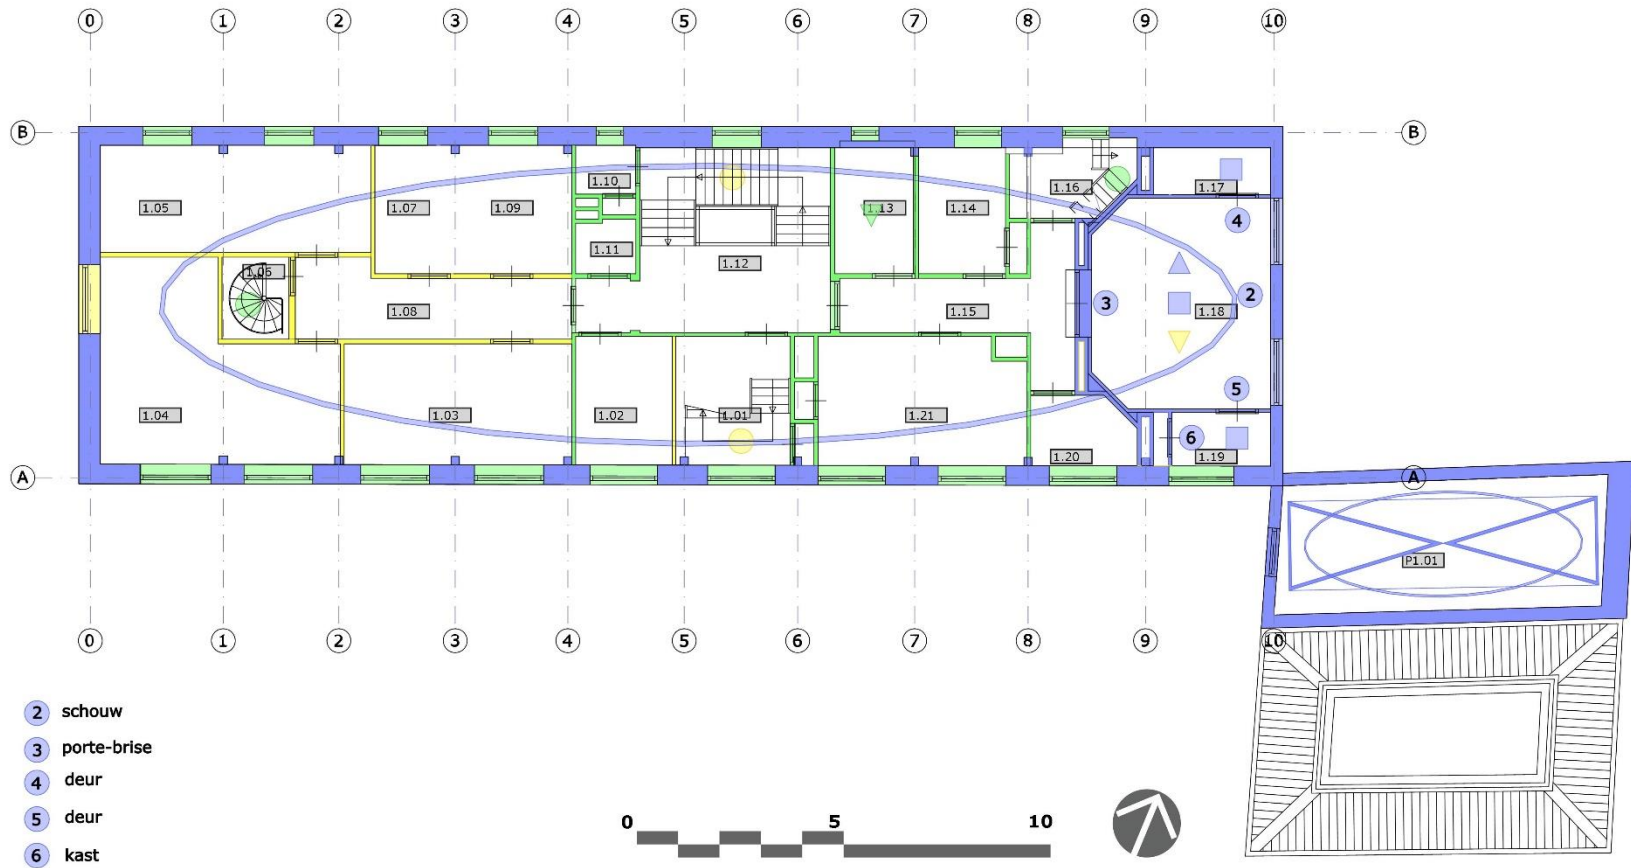 0 1 2 3 4 5 6 7 8 9 10
B B
1.10 1.16 1.17
1.05 1.07 1.09 1.13 1.14
4
1.11
1.12
1.06
2
3
1.08 1.15 1.18
5
1.04 1.03 1.02 1.01 1.21
6
1.20 1.19
A A
P1.01
0 1 2 3 4 5 6 7 8 9 10
2 schouw
3 porte-brise
4 deur
5 deur
6 kast
0 5 10